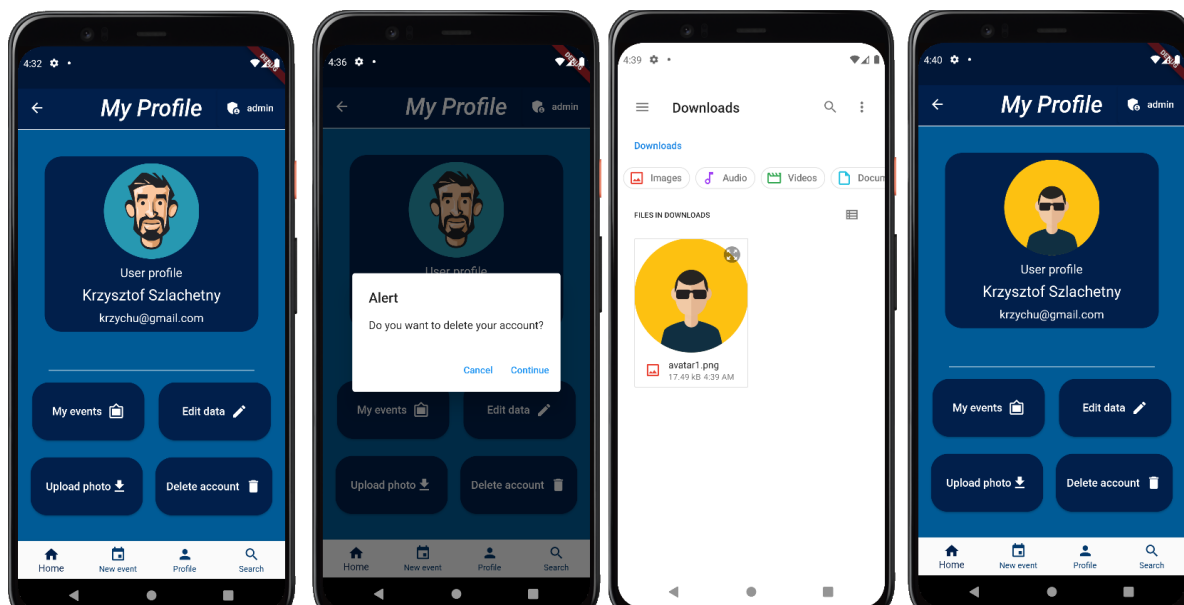 4:32
DEBUG
My Profile
admin
User profile
Krzysztof Szlachetny
krzychu@gmail.com
My events
Edit data
Upload photo
Delete account
Home
New event
Profile
Search
4:36
My Profile
admin
User profile
Alert
Do you want to delete your account?
Cancel
Continue
My events
Edit data
Upload photo
Delete account
Home
New event
Profile
Search
4:39
Downloads
Downloads
Images
Audio
Videos
Docum
FILES IN DOWNLOADS
avatar1.png
17.49 kB 4:39 AM
4:40
DEBUG
My Profile
admin
User profile
Krzysztof Szlachetny
krzychu@gmail.com
My events
Edit data
Upload photo
Delete account
Home
New event
Profile
Search